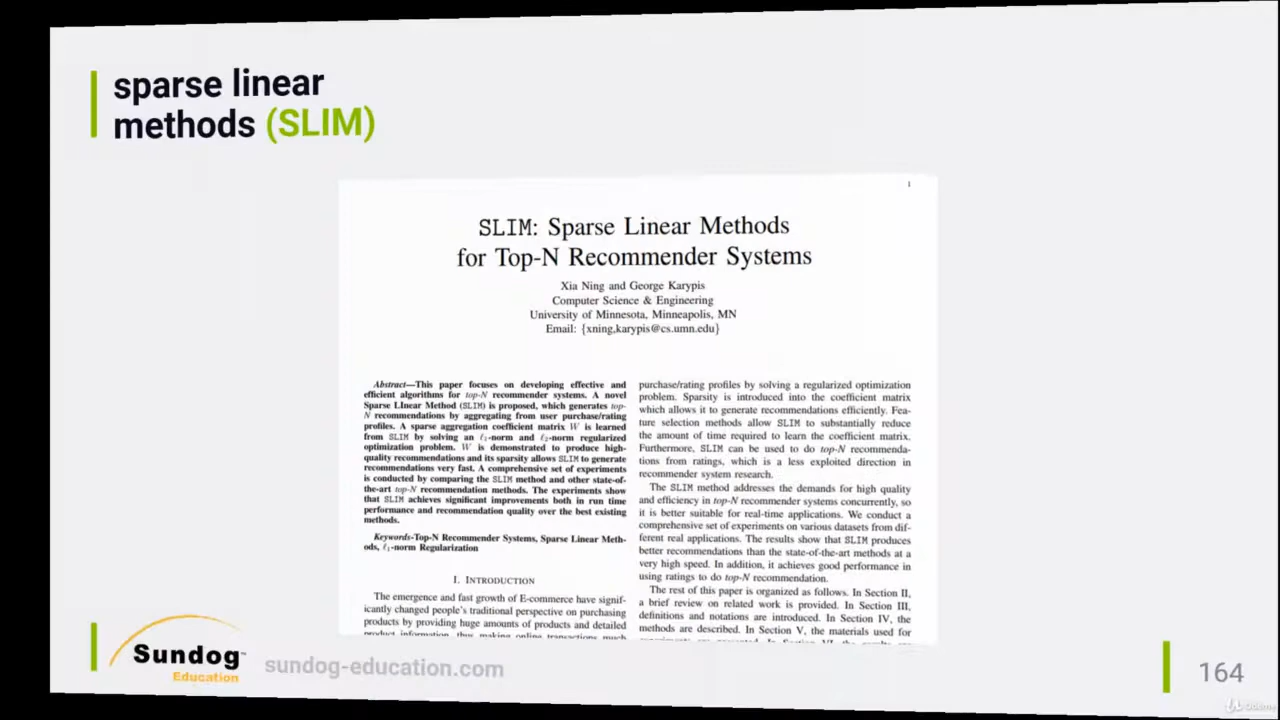 sparse linear
methods (SLIM)
1
SLIM: Sparse Linear Methods
for Top-N Recommender Systems
Xia Ning and George Karypis
Computer Science & Engineering
University of Minnesota, Minneapolis, MN
Email: {xning,karypis@cs.umn.edu}
Abstract—This paper focuses on developing effective and
efficient algorithms for top-N recommender systems. A novel
Sparse LInear Method (SLIM) is proposed, which generates top-
N recommendations by aggregating from user purchase/rating
profiles. A sparse aggregation coefficient matrix W is learned
from SLIM by solving an ℓ1-norm and ℓ2-norm regularized
optimization problem. W is demonstrated to produce high-
quality recommendations and its sparsity allows SLIM to generate
recommendations very fast. A comprehensive set of experiments
is conducted by comparing the SLIM method and other state-of-
the-art top-N recommendation methods. The experiments show
that SLIM achieves significant improvements both in run time
performance and recommendation quality over the best existing
methods.
Keywords-Top-N Recommender Systems, Sparse Linear Meth-
ods, ℓ1-norm Regularization
I. INTRODUCTION
The emergence and fast growth of E-commerce have signif-
icantly changed people's traditional perspective on purchasing
products by providing huge amounts of products and detailed
product information, thus making online transactions much
purchase/rating profiles by solving a regularized optimization
problem. Sparsity is introduced into the coefficient matrix
which allows it to generate recommendations efficiently. Fea-
ture selection methods allow SLIM to substantially reduce
the amount of time required to learn the coefficient matrix.
Furthermore, SLIM can be used to do top-N recommenda-
tions from ratings, which is a less exploited direction in
recommender system research.
The SLIM method addresses the demands for high quality
and efficiency in top-N recommender systems concurrently, so
it is better suitable for real-time applications. We conduct a
comprehensive set of experiments on various datasets from dif-
ferent real applications. The results show that SLIM produces
better recommendations than the state-of-the-art methods at a
very high speed. In addition, it achieves good performance in
using ratings to do top-N recommendation.
The rest of this paper is organized as follows. In Section II,
a brief review on related work is provided. In Section III,
definitions and notations are introduced. In Section IV, the
methods are described. In Section V, the materials used for
Sundog
Education
sundog-education.com
164
Udemy